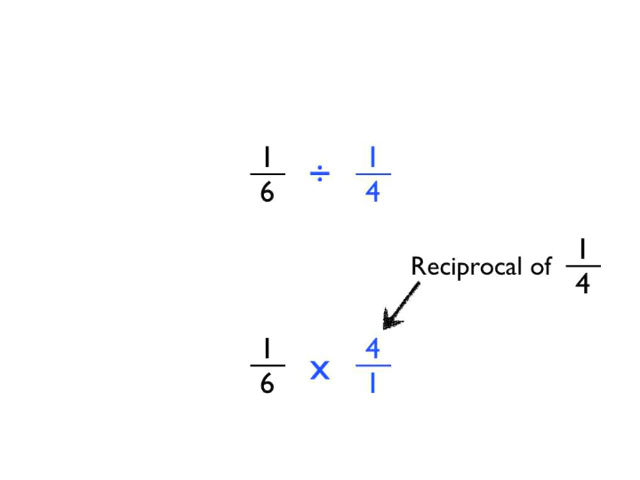 1/6 ÷ 1/4
Reciprocal of 1/4
1/6 x 4/1